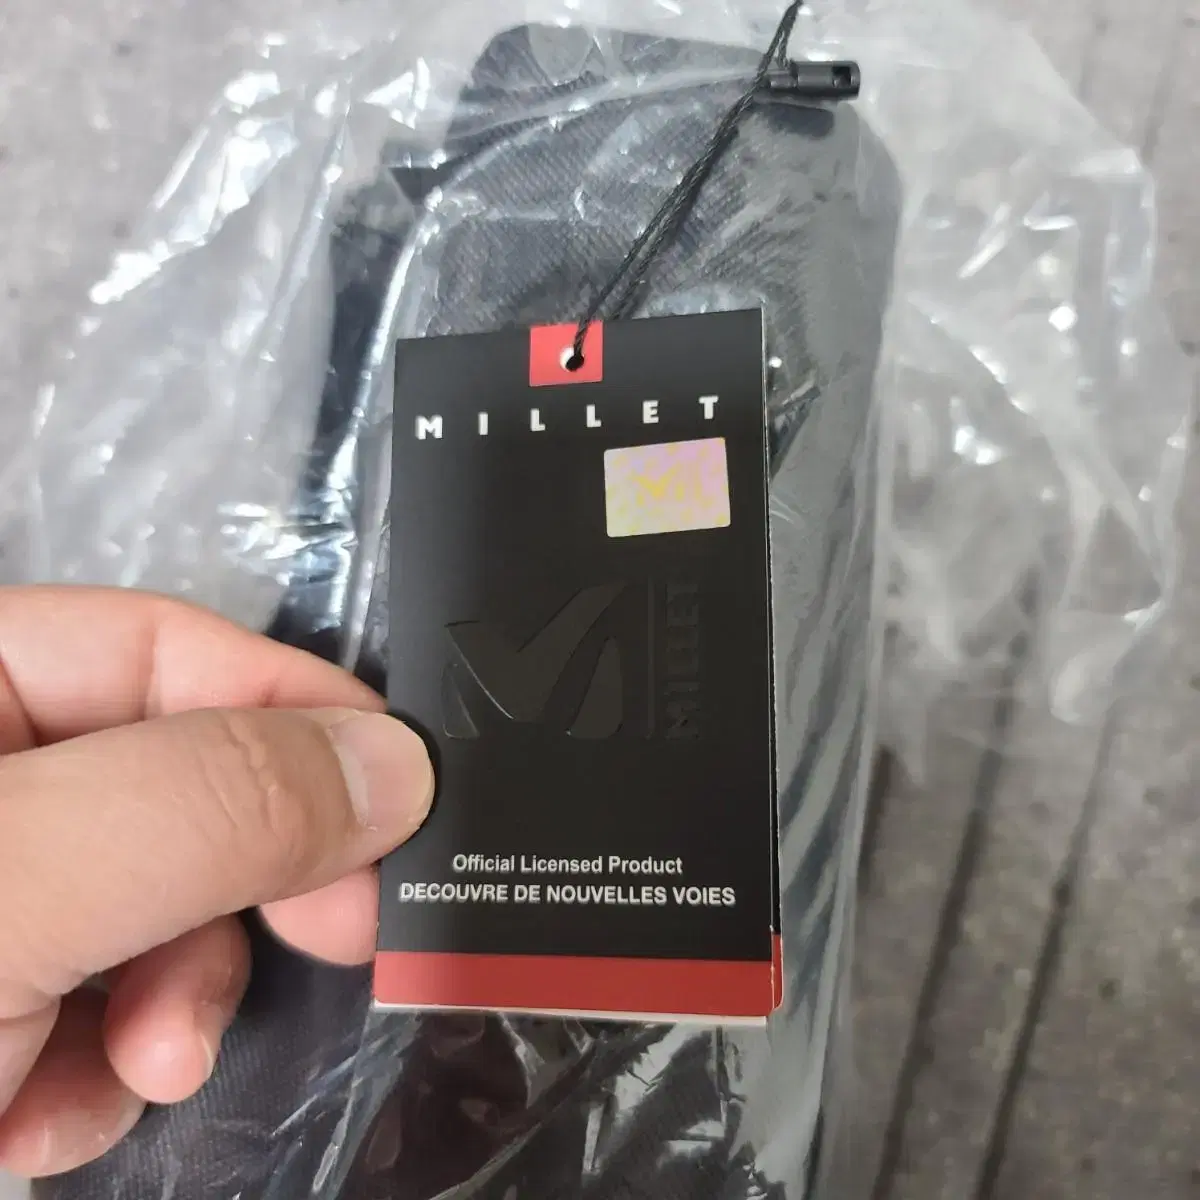 MILLET
MILLET
Official Licensed Product
DECOUVRE DE NOUVELLES VOIES